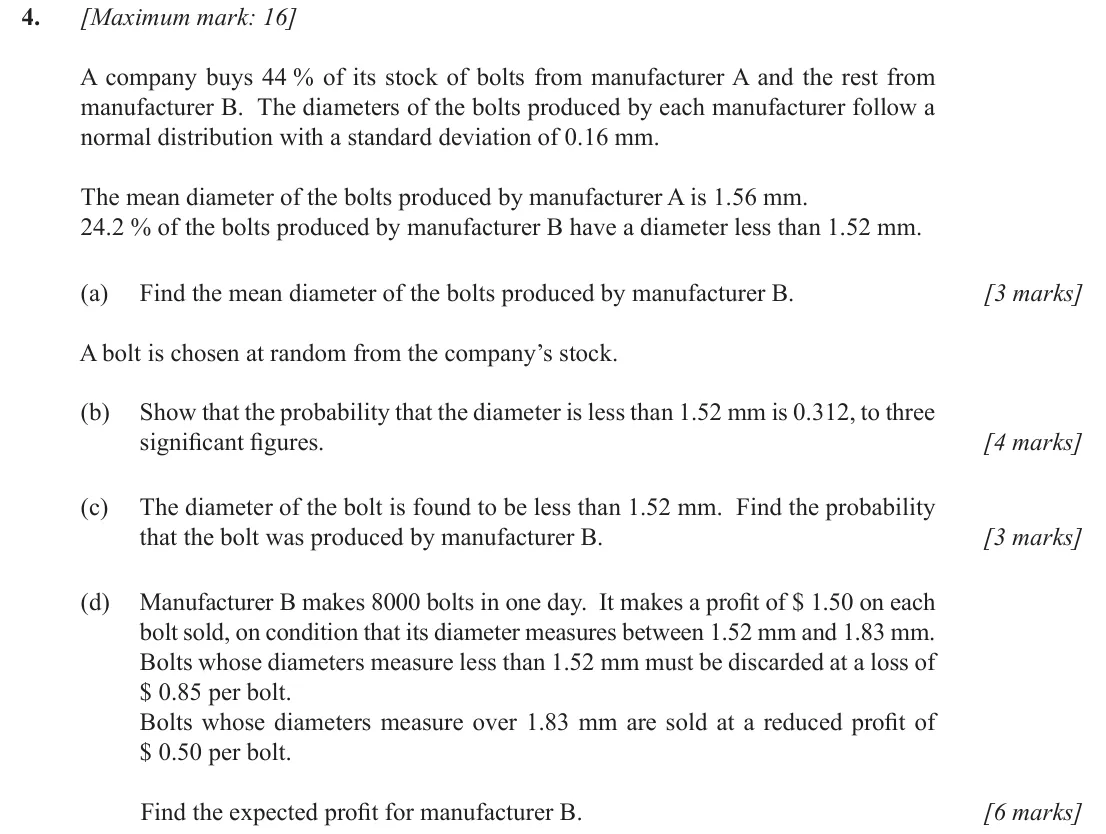 4. [Maximum mark: 16]
A company buys 44 % of its stock of bolts from manufacturer A and the rest from
manufacturer B. The diameters of the bolts produced by each manufacturer follow a
normal distribution with a standard deviation of 0.16 mm.
The mean diameter of the bolts produced by manufacturer A is 1.56 mm.
24.2 % of the bolts produced by manufacturer B have a diameter less than 1.52 mm.
(a) Find the mean diameter of the bolts produced by manufacturer B. [3 marks]
A bolt is chosen at random from the company's stock.
(b) Show that the probability that the diameter is less than 1.52 mm is 0.312, to three
significant figures. [4 marks]
(c) The diameter of the bolt is found to be less than 1.52 mm. Find the probability
that the bolt was produced by manufacturer B. [3 marks]
(d) Manufacturer B makes 8000 bolts in one day. It makes a profit of $ 1.50 on each
bolt sold, on condition that its diameter measures between 1.52 mm and 1.83 mm.
Bolts whose diameters measure less than 1.52 mm must be discarded at a loss of
$ 0.85 per bolt.
Bolts whose diameters measure over 1.83 mm are sold at a reduced profit of
$ 0.50 per bolt.
Find the expected profit for manufacturer B. [6 marks]